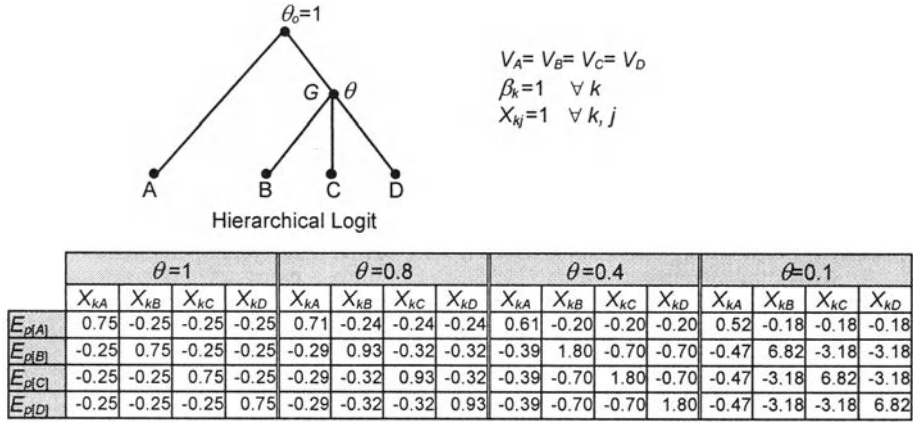 θo=1
G θ
A B C D
Hierarchical Logit
VA= VB= VC= VD
βk=1 ∀ k
Xkj=1 ∀ k, j
θ=1 θ=0.8 θ=0.4 θ=0.1
XkA XkB XkC XkD XkA XkB XkC XkD XkA XkB XkC XkD XkA XkB XkC XkD
Ep[A] 0.75 -0.25 -0.25 -0.25 0.71 -0.24 -0.24 -0.24 0.61 -0.20 -0.20 -0.20 0.52 -0.18 -0.18 -0.18
Ep[B] -0.25 0.75 -0.25 -0.25 -0.29 0.93 -0.32 -0.32 -0.39 1.80 -0.70 -0.70 -0.47 6.82 -3.18 -3.18
Ep[C] -0.25 -0.25 0.75 -0.25 -0.29 -0.32 0.93 -0.32 -0.39 -0.70 1.80 -0.70 -0.47 -3.18 6.82 -3.18
Ep[D] -0.25 -0.25 -0.25 0.75 -0.29 -0.32 -0.32 0.93 -0.39 -0.70 -0.70 1.80 -0.47 -3.18 -3.18 6.82